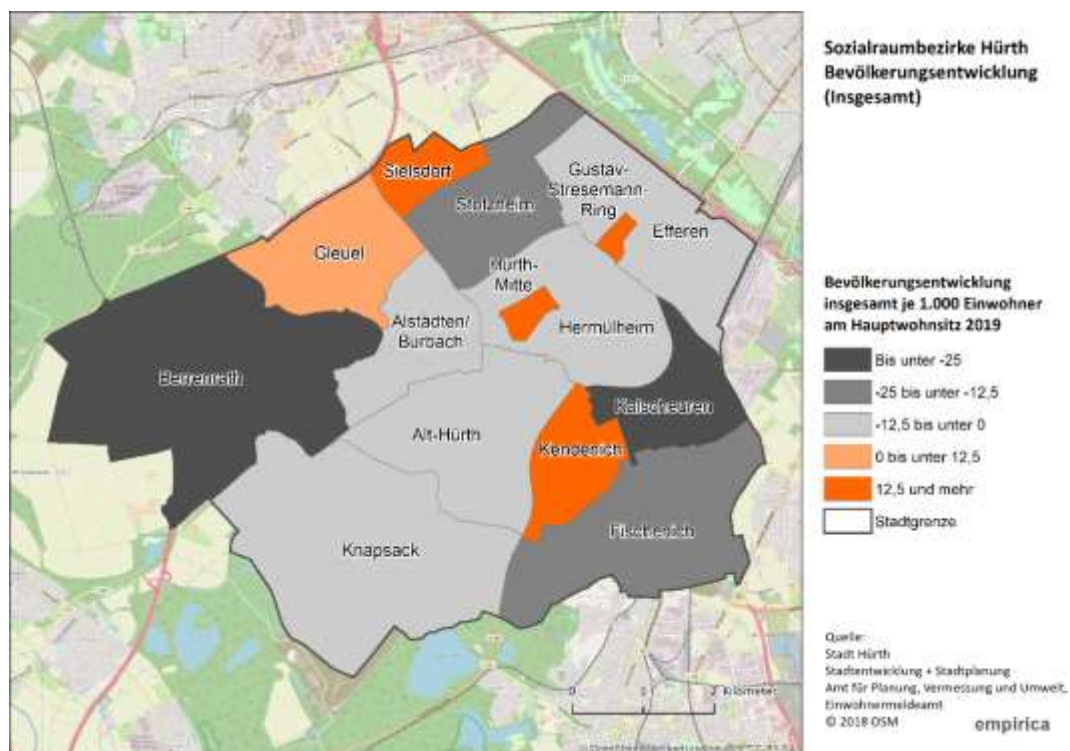 Sozialraumbezirke Hürth
Bevölkerungsentwicklung
(Insgesamt)
Sielsdorf
Stotzheim
Gustav-
Stresemann-
Ring
Efferen
Gleuel
Hürth-
Mitte
Hermülheim
Alstädten/
Burbach
Berrenrath
Kalscheuren
Alt-Hürth
Kendenich
Fischenich
Knapsack
Bevölkerungsentwicklung
insgesamt je 1.000 Einwohner
am Hauptwohnsitz 2019
Bis unter -25
-25 bis unter -12,5
-12,5 bis unter 0
0 bis unter 12,5
12,5 und mehr
Stadtgrenze
0 1 2
Kilometer
Quelle:
Stadt Hürth
Stadtentwicklung + Stadtplanung
Amt für Planung, Vermessung und Umwelt,
Einwohnermeldeamt
© 2018 OSM
empirica